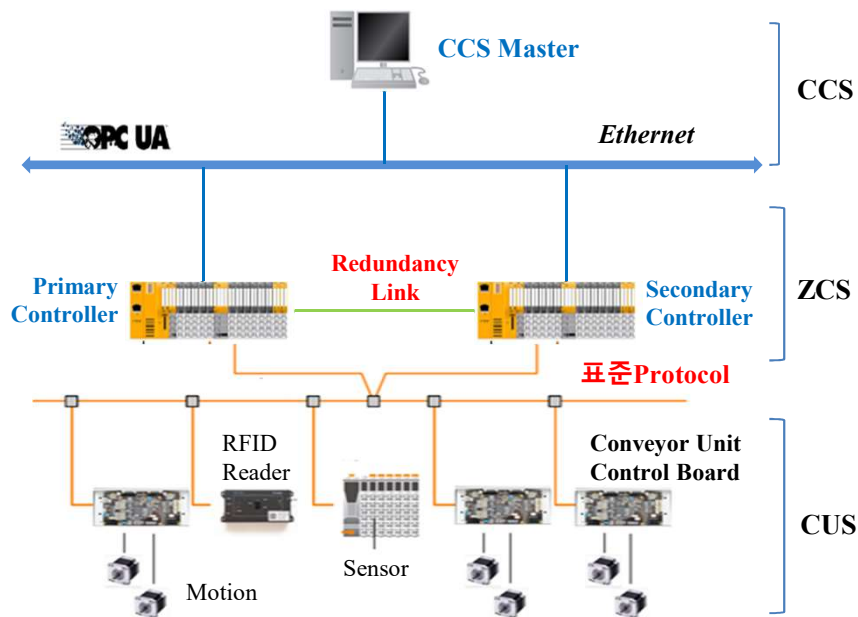 CCS Master
CCS
OPC UA
Ethernet
Redundancy
Link
Primary
Controller
Secondary
Controller
ZCS
표준Protocol
RFID
Reader
Conveyor Unit
Control Board
CUS
Sensor
Motion